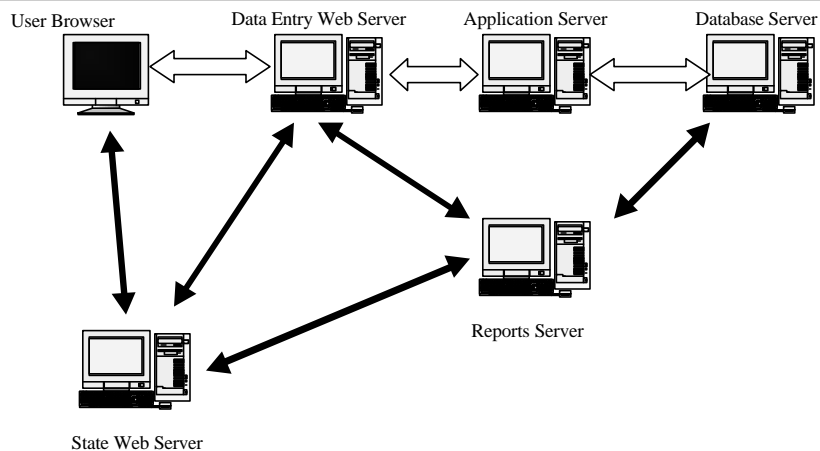 User Browser
Data Entry Web Server
Application Server
Database Server
Reports Server
State Web Server